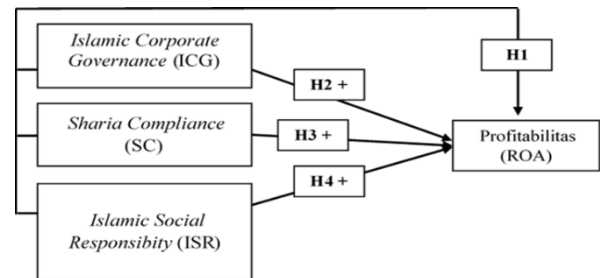 Islamic Corporate
Governance (ICG)
H1
H2 +
Sharia Compliance
(SC)
H3 +
Profitabilitas
(ROA)
H4 +
Islamic Social
Responsibity (ISR)